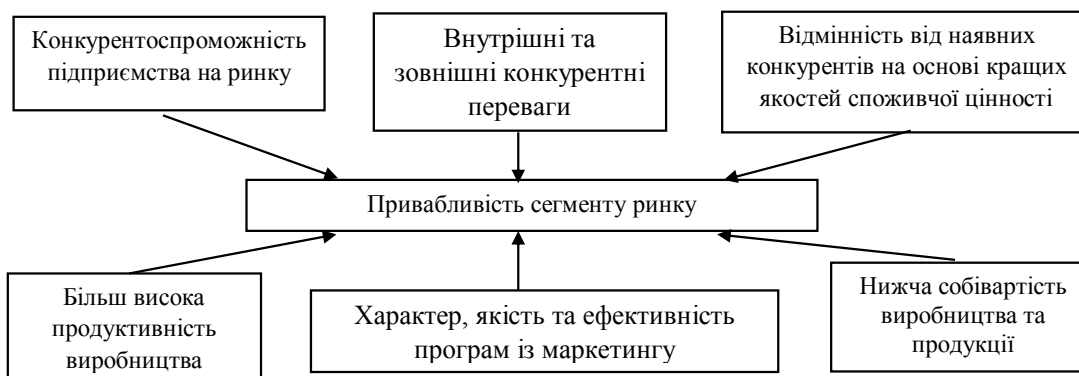 Конкурентоспроможність
підприємства на ринку
Внутрішні та
зовнішні конкурентні
переваги
Відмінність від наявних
конкурентів на основі кращих
якостей споживчої цінності
Привабливість сегменту ринку
Більш висока
продуктивність
виробництва
Характер, якість та ефективність
програм із маркетингу
Нижча собівартість
виробництва та
продукції